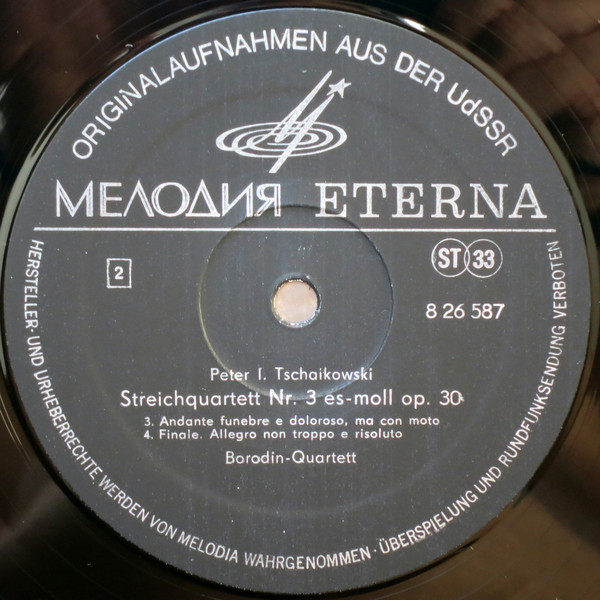 ORIGINALAUFNAHMEN AUS DER UdSSR
МЕЛОДИЯ ETERNA
2
ST 33
8 26 587
Peter I. Tschaikowski
Streichquartett Nr. 3 es-moll op. 30
3. Andante funebre e doloroso, ma con moto
4. Finale. Allegro non troppo e risoluto
Borodin-Quartett
HERSTELLER- UND URHEBERRECHTE WERDEN VON MELODIA WAHRGENOMMEN · ÜBERSPIELUNG UND RUNDFUNKSENDUNG VERBOTEN